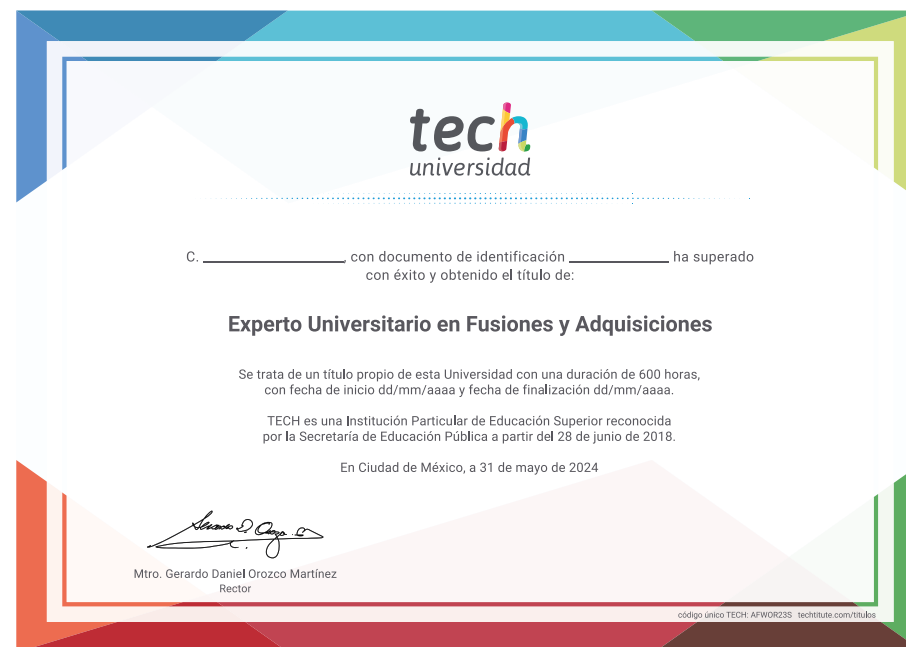 tech
universidad
C. ____________, con documento de identificación ____________ ha superado
con éxito y obtenido el título de:
Experto Universitario en Fusiones y Adquisiciones
Se trata de un título propio de esta Universidad con una duración de 600 horas,
con fecha de inicio dd/mm/aaaa y fecha de finalización dd/mm/aaaa.
TECH es una Institución Particular de Educación Superior reconocida
por la Secretaría de Educación Pública a partir del 28 de junio de 2018.
En Ciudad de México, a 31 de mayo de 2024
Mtro. Gerardo Daniel Orozco Martínez
Rector
código único TECH: AFWOR23S techtitute.com/titulos